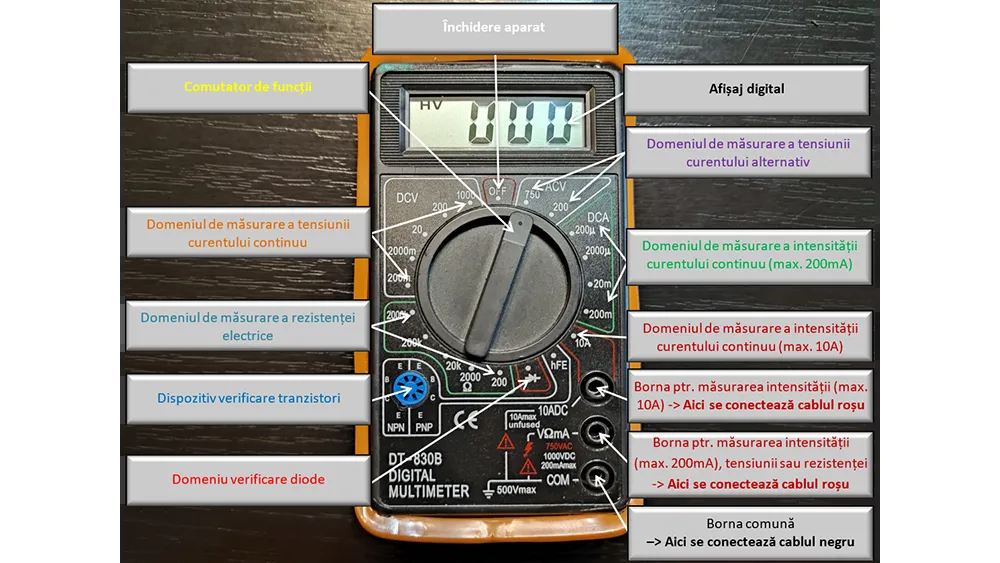 Închidere aparat
Comutator de funcții
Afișaj digital
Domeniul de măsurare a tensiunii
curentului alternativ
Domeniul de măsurare a tensiunii
curentului continuu
Domeniul de măsurare a intensității
curentului continuu (max. 200mA)
Domeniul de măsurare a rezistenței
electrice
Domeniul de măsurare a intensității
curentului continuu (max. 10A)
Dispozitiv verificare tranzistori
Borna ptr. măsurarea intensității (max.
10A) -> Aici se conectează cablul roșu
Domeniu verificare diode
Borna ptr. măsurarea intensității
(max. 200mA), tensiunii sau rezistenței
-> Aici se conectează cablul roșu
Borna comună
–> Aici se conectează cablul negru
HV 000
DCV
1000
OFF
750
ACV
200
200
DCA
20
200µ
2000m
2000µ
200m
20m
2000k
200m
200k
10A
20k
2000
Ω
200
hFE
E E
B B
C C
E E
NPN PNP
CE
10Amax
unfused
10ADC
VΩmA
750VAC
1000VDC
200mAmax
COM
500Vmax
DT-830B
DIGITAL
MULTIMETER